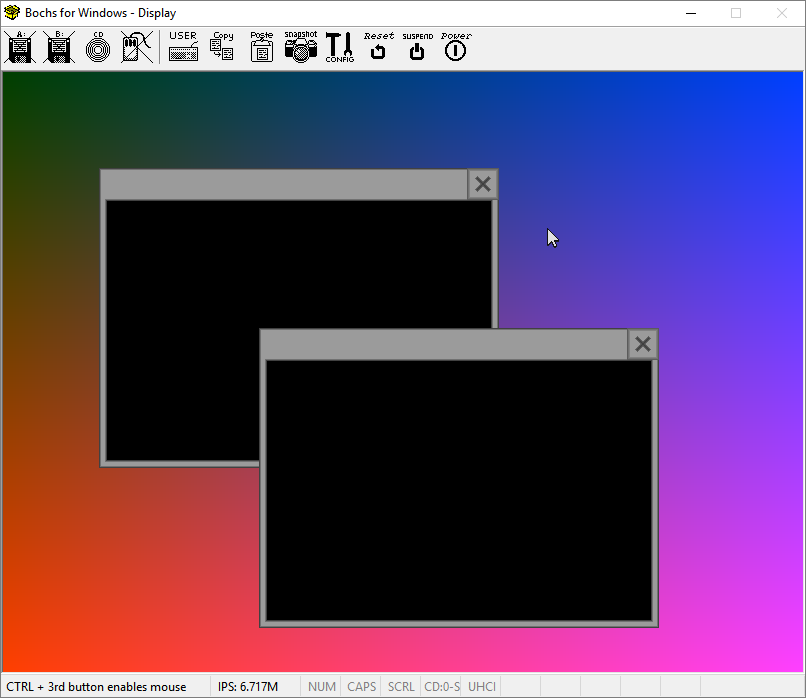 Bochs for Windows - Display
A: B: CD USER Copy Paste Snapshot CONFIG Reset SUSPEND Power
CTRL + 3rd button enables mouse IPS: 6.717M NUM CAPS SCRL CD:0-S UHCI